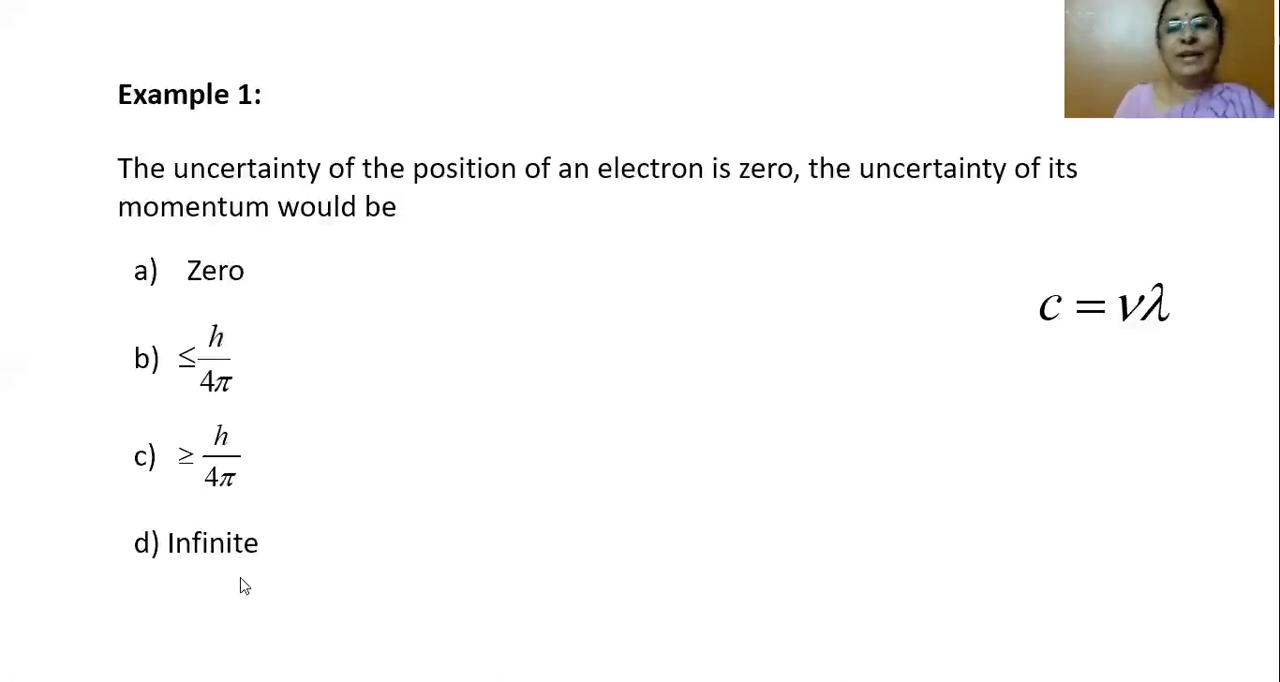 Example 1:
The uncertainty of the position of an electron is zero, the uncertainty of its
momentum would be
a) Zero
b) ≤ h/4π
c) ≥ h/4π
d) Infinite
c = νλ